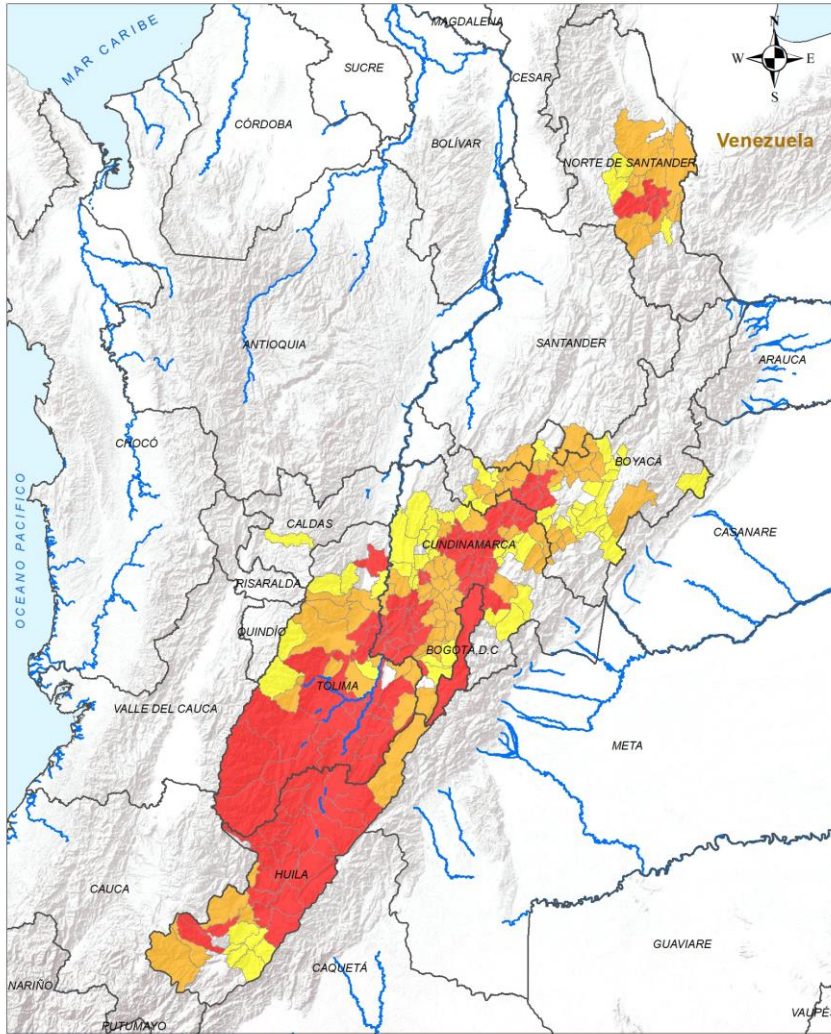 MAGDALENA
MAR CARIBE
SUCRE
CESAR
N
W E
S
CÓRDOBA
BOLÍVAR
Venezuela
NORTE DE SANTANDER
ANTIOQUIA
SANTANDER
ARAUCA
CHOCÓ
BOYACÁ
OCEANO PACIFICO
CALDAS
CASANARE
CUNDINAMARCA
RISARALDA
QUINDÍO
BOGOTÁ, D.C
TOLIMA
VALLE DEL CAUCA
META
HUILA
CAUCA
GUAVIARE
CAQUETÁ
NARIÑO
PUTUMAYO
VAUPÉ